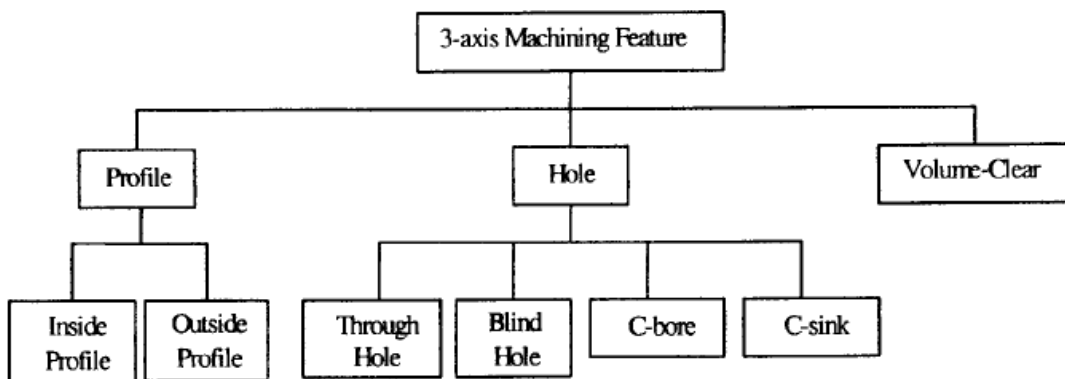 3-axis Machining Feature
Profile
Hole
Volume-Clear
Inside
Profile
Outside
Profile
Through
Hole
Blind
Hole
C-bore
C-sink